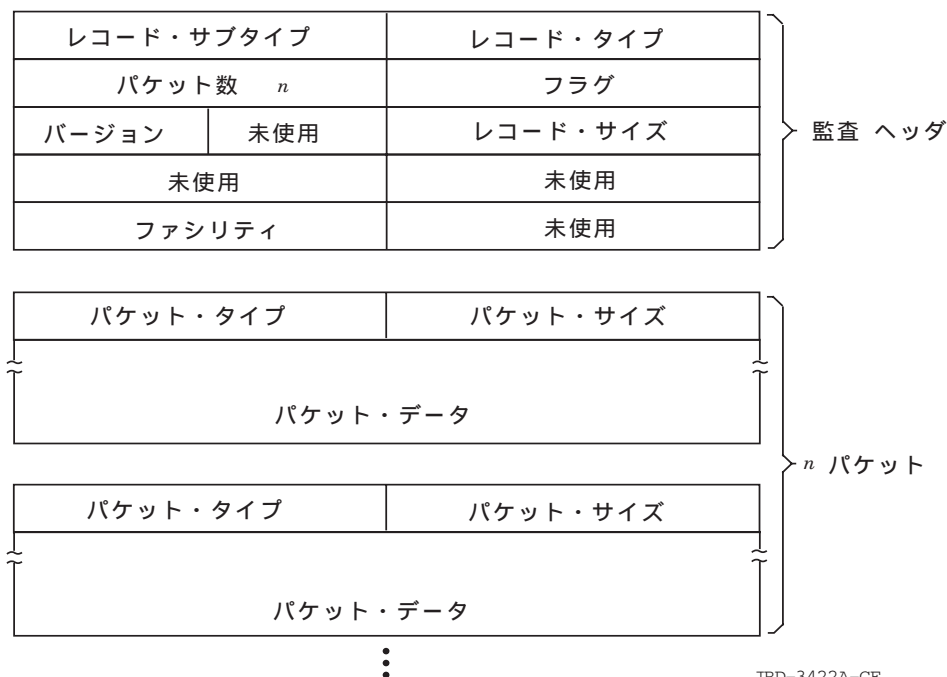 レコード・サブタイプ レコード・タイプ
パケット数 n フラグ
バージョン 未使用 レコード・サイズ
監査 ヘッダ
未使用 未使用
ファシリティ 未使用
パケット・タイプ パケット・サイズ
パケット・データ
n パケット
パケット・タイプ パケット・サイズ
パケット・データ